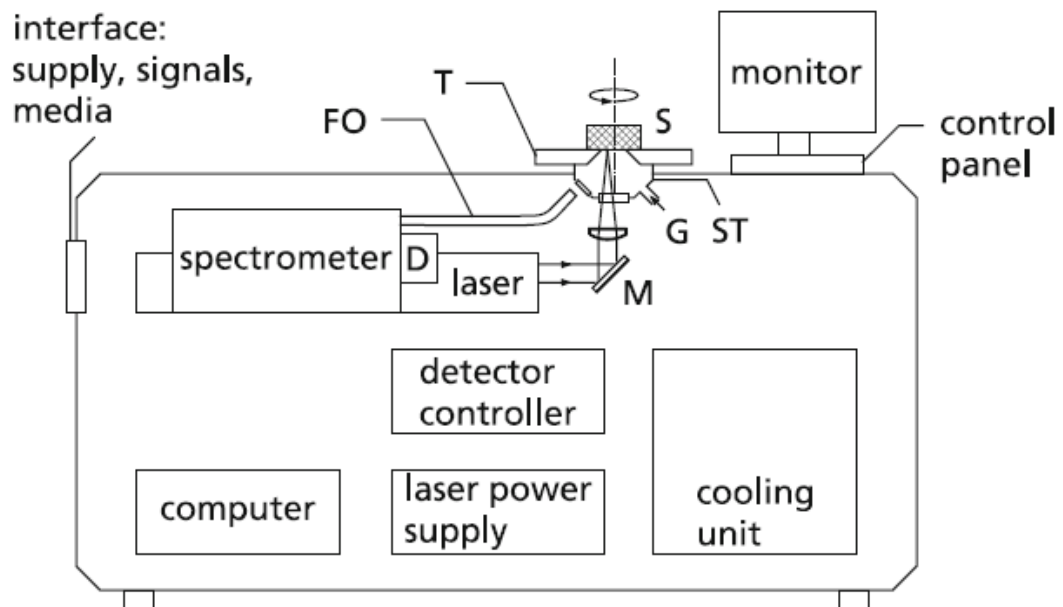 interface:
supply, signals,
media
T
FO
S
monitor
control
panel
G
ST
spectrometer
D
laser
M
detector
controller
computer
laser power
supply
cooling
unit